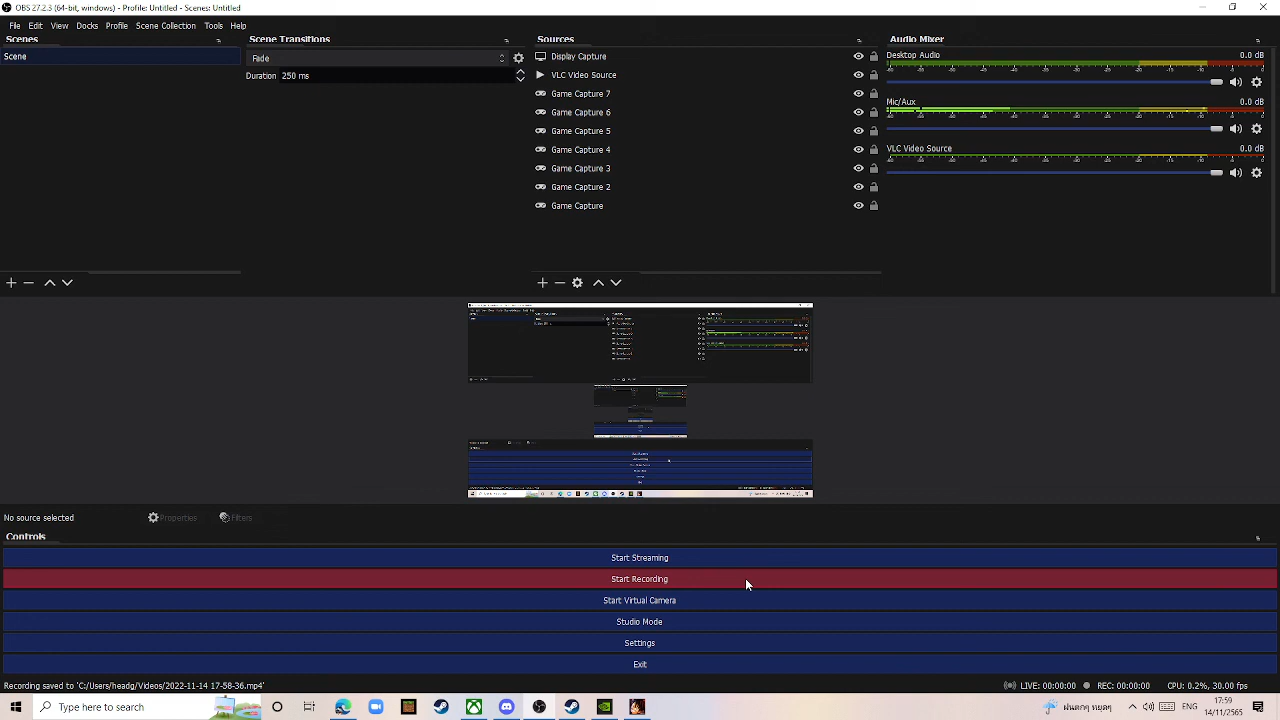 OBS 27.2.3 (64-bit, windows) - Profile: Untitled - Scenes: Untitled
File Edit View Docks Profile Scene Collection Tools Help
Scenes
Scene
Scene Transitions
Fade
Duration 250 ms
Sources
Display Capture
VLC Video Source
Game Capture 7
Game Capture 6
Game Capture 5
Game Capture 4
Game Capture 3
Game Capture 2
Game Capture
Audio Mixer
Desktop Audio 0.0 dB
Mic/Aux 0.0 dB
VLC Video Source 0.0 dB
No source selected Properties Filters
Controls
Start Streaming
Start Recording
Start Virtual Camera
Studio Mode
Settings
Exit
Recording saved to 'C:/Users/headg/Videos/2022-11-14 17-58-36.mp4'
LIVE: 00:00:00 REC: 00:00:00 CPU: 0.2%, 30.00 fps
Type here to search
ENG
17:59
14/11/2565